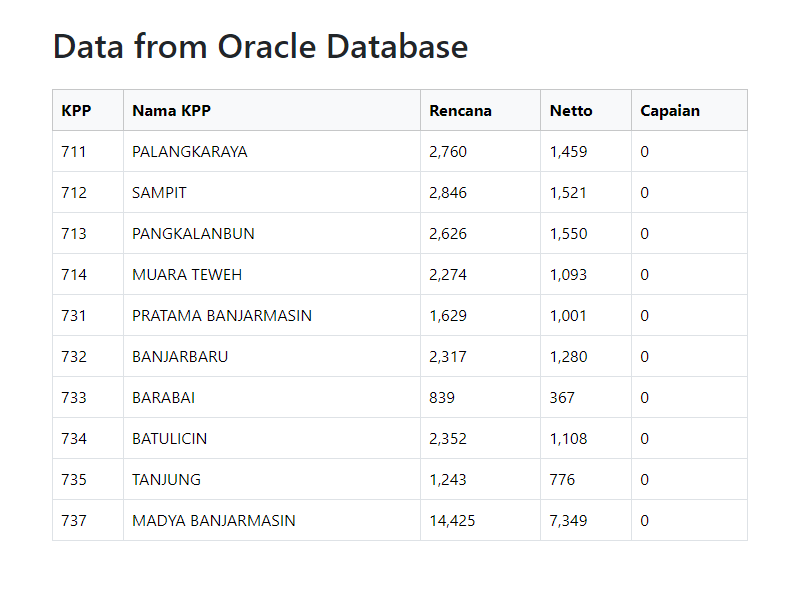 Data from Oracle Database
KPP Nama KPP Rencana Netto Capaian
711 PALANGKARAYA 2,760 1,459 0
712 SAMPIT 2,846 1,521 0
713 PANGKALANBUN 2,626 1,550 0
714 MUARA TEWEH 2,274 1,093 0
731 PRATAMA BANJARMASIN 1,629 1,001 0
732 BANJARBARU 2,317 1,280 0
733 BARABAI 839 367 0
734 BATULICIN 2,352 1,108 0
735 TANJUNG 1,243 776 0
737 MADYA BANJARMASIN 14,425 7,349 0